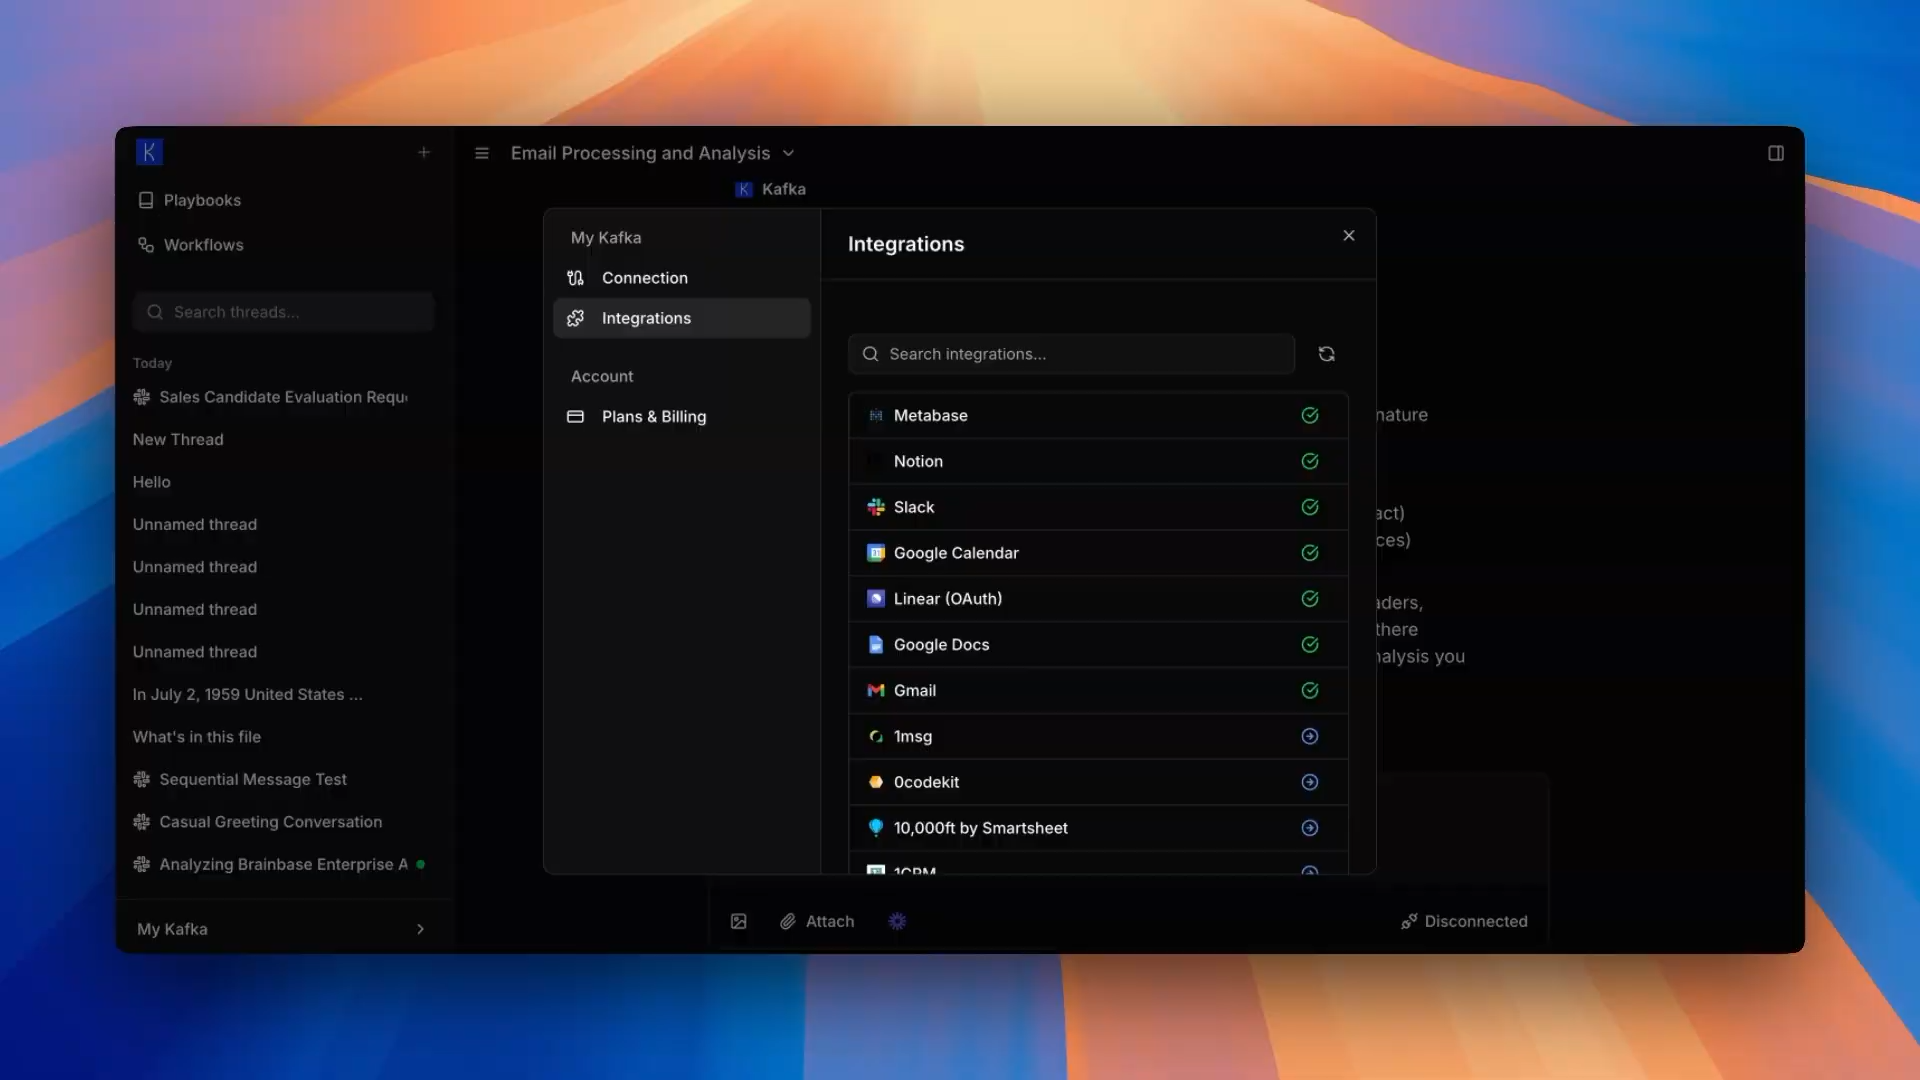 K
Playbooks
Workflows
Search threads...
Today
Sales Candidate Evaluation Requ
New Thread
Hello
Unnamed thread
Unnamed thread
Unnamed thread
Unnamed thread
In July 2, 1959 United States ...
What's in this file
Sequential Message Test
Casual Greeting Conversation
Analyzing Brainbase Enterprise A
My Kafka
Email Processing and Analysis
K Kafka
My Kafka
Connection
Integrations
Account
Plans & Billing
Integrations
Search integrations...
Metabase
Notion
Slack
Google Calendar
Linear (OAuth)
Google Docs
Gmail
1msg
0codekit
10,000ft by Smartsheet
1CRM
nature
act)
ces)
aders,
there
nalysis you
Attach
Disconnected